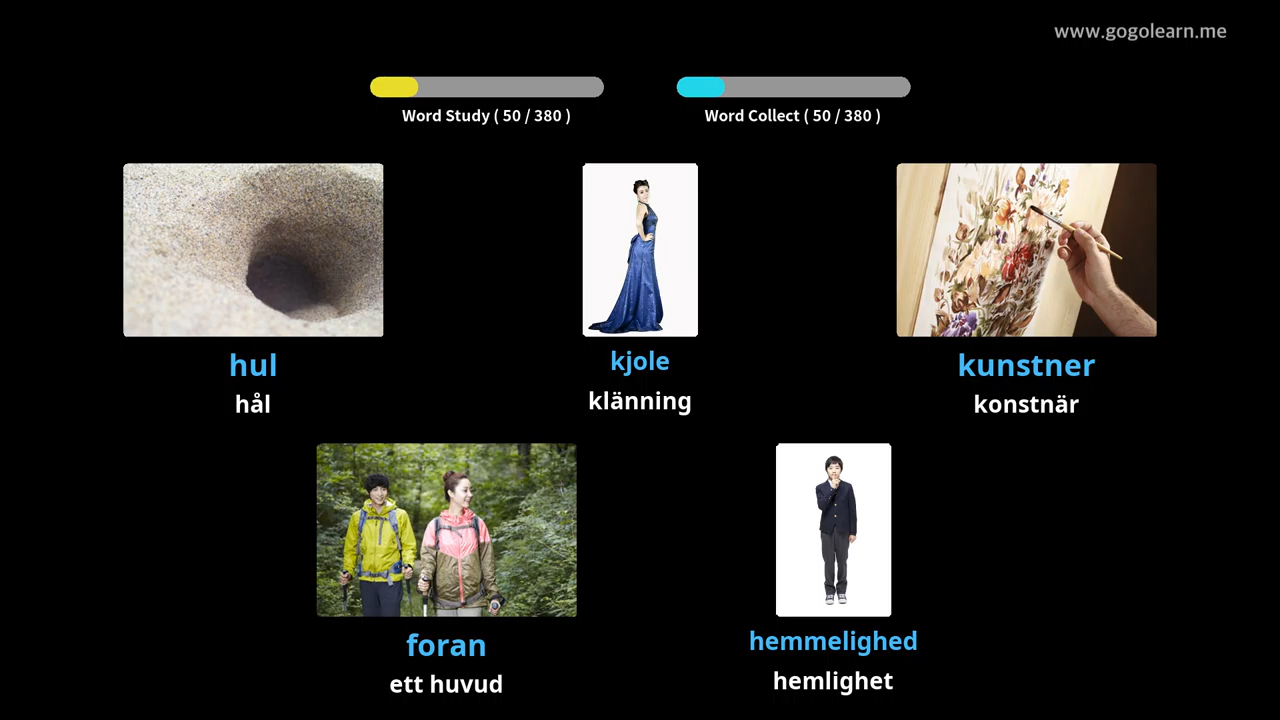 www.gogolearn.me
Word Study ( 50 / 380 )
Word Collect ( 50 / 380 )
hul
hål
kjole
klänning
kunstner
konstnär
foran
ett huvud
hemmelighed
hemlighet